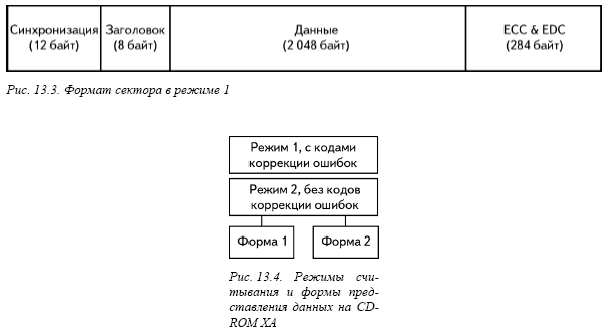 Синхронизация
(12 байт)
Заголовок
(8 байт)
Данные
(2 048 байт)
ECC & EDC
(284 байт)
Рис. 13.3. Формат сектора в режиме 1
Режим 1, с кодами
коррекции ошибок
Режим 2, без кодов
коррекции ошибок
Форма 1
Форма 2
Рис. 13.4. Режимы счи-
тывания и формы пред-
ставления данных на CD-
ROM XA